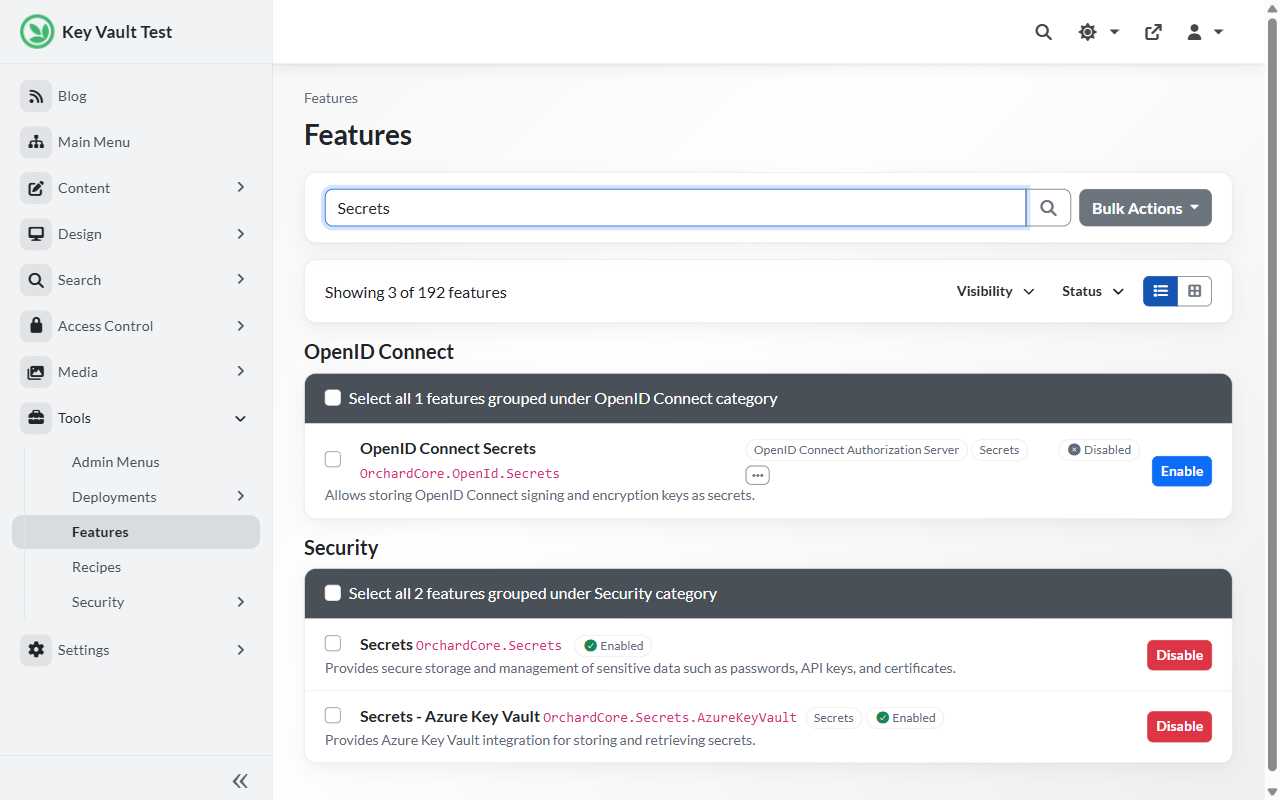 Key Vault Test
Blog
Main Menu
Content
Design
Search
Access Control
Media
Tools
Admin Menus
Deployments
Features
Recipes
Security
Settings
Features
Features
Secrets
Bulk Actions
Showing 3 of 192 features
Visibility
Status
OpenID Connect
Select all 1 features grouped under OpenID Connect category
OpenID Connect Secrets
OpenID Connect Authorization Server
Secrets
Disabled
OrchardCore.OpenId.Secrets
Enable
Allows storing OpenID Connect signing and encryption keys as secrets.
Security
Select all 2 features grouped under Security category
Secrets OrchardCore.Secrets Enabled
Disable
Provides secure storage and management of sensitive data such as passwords, API keys, and certificates.
Secrets - Azure Key Vault OrchardCore.Secrets.AzureKeyVault Secrets Enabled
Disable
Provides Azure Key Vault integration for storing and retrieving secrets.